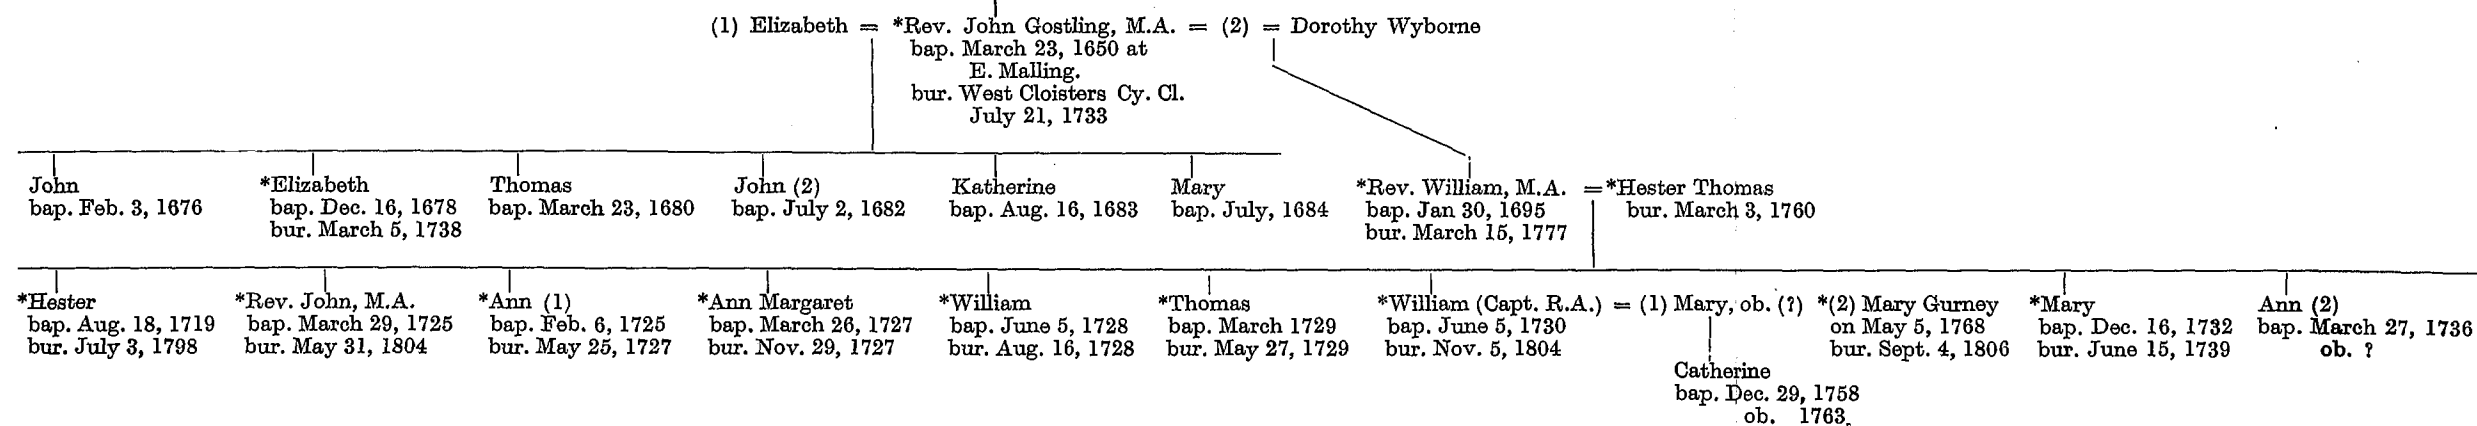 (1) Elizabeth = *Rev. John Gostling, M.A. = (2) = Dorothy Wyborne
bap. March 23, 1650 at
E. Malling.
bur. West Cloisters Cy. Cl.
July 21, 1733
John
bap. Feb. 3, 1676
*Elizabeth
bap. Dec. 16, 1678
bur. March 5, 1738
Thomas
bap. March 23, 1680
John (2)
bap. July 2, 1682
Katherine
bap. Aug. 16, 1683
Mary
bap. July, 1684
*Rev. William, M.A. = *Hester Thomas
bap. Jan 30, 1695
bur. March 15, 1777
bur. March 3, 1760
*Hester
bap. Aug. 18, 1719
bur. July 3, 1798
*Rev. John, M.A.
bap. March 29, 1725
bur. May 31, 1804
*Ann (1)
bap. Feb. 6, 1725
bur. May 25, 1727
*Ann Margaret
bap. March 26, 1727
bur. Nov. 29, 1727
*William
bap. June 5, 1728
bur. Aug. 16, 1728
*Thomas
bap. March 1729
bur. May 27, 1729
*William (Capt. R.A.) = (1) Mary, ob. (?)
bap. June 5, 1730
bur. Nov. 5, 1804
*(2) Mary Gurney
on May 5, 1768
bur. Sept. 4, 1806
Catherine
bap. Dec. 29, 1758
ob. 1763.
*Mary
bap. Dec. 16, 1732
bur. June 15, 1739
Ann (2)
bap. March 27, 1736
ob. ?